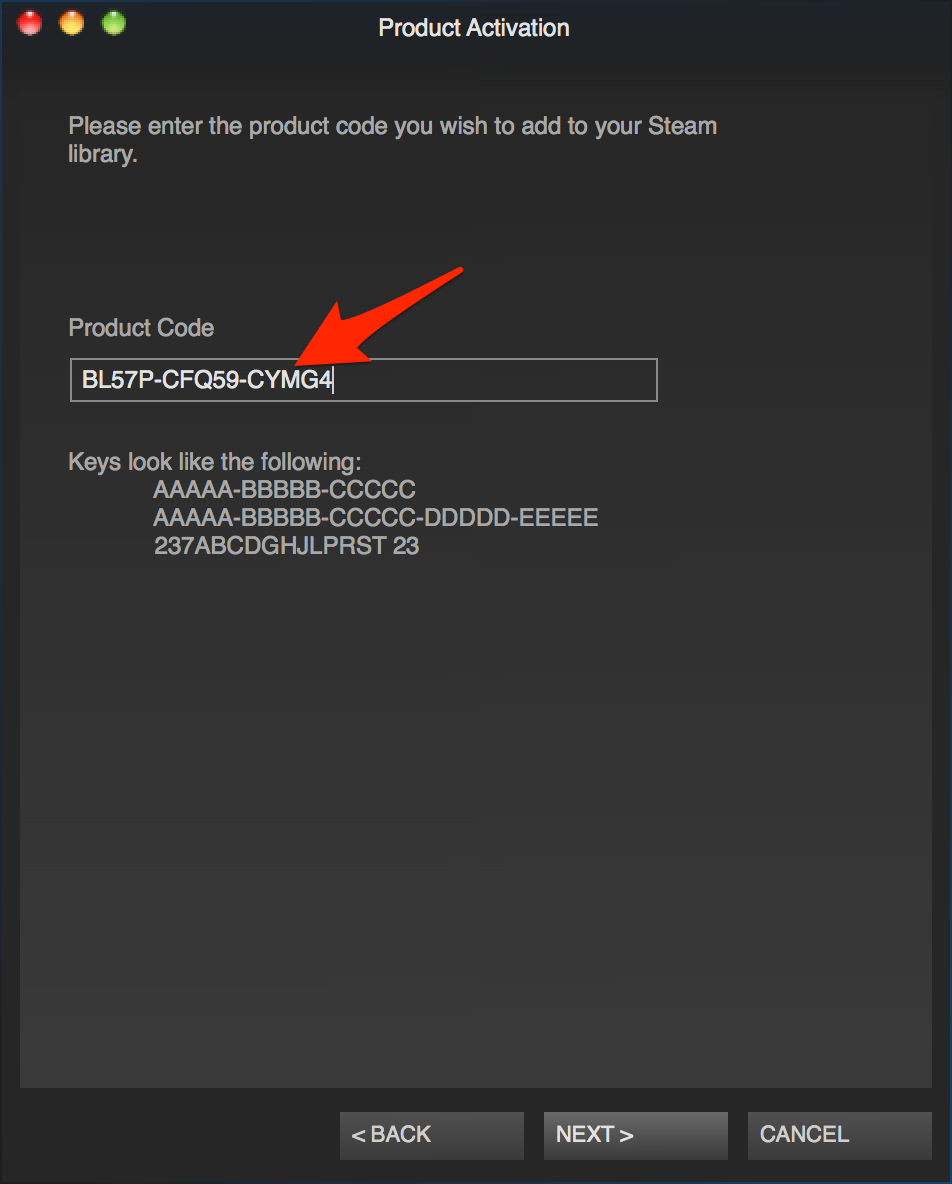 Product Activation
Please enter the product code you wish to add to your Steam
library.
Product Code
BL57P-CFQ59-CYMG4
Keys look like the following:
AAAAA-BBBBB-CCCCC
AAAAA-BBBBB-CCCCC-DDDDD-EEEEE
237ABCDGHJLPRST 23
< BACK
NEXT >
CANCEL